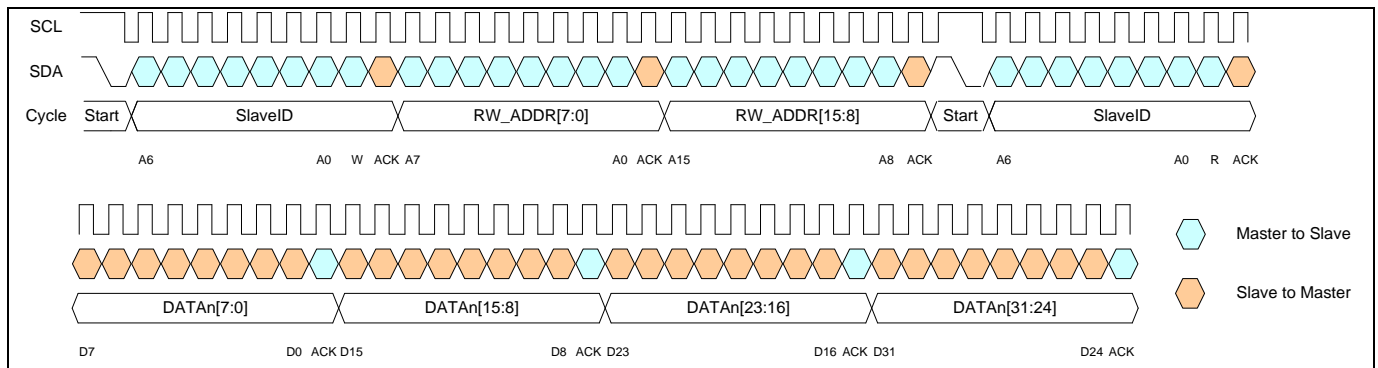 SCL
SDA
Cycle Start SlaveID RW_ADDR[7:0] RW_ADDR[15:8] Start SlaveID
A6 A0 W ACK A7 A0 ACK A15 A8 ACK A6 A0 R ACK
Master to Slave
Slave to Master
DATAn[7:0] DATAn[15:8] DATAn[23:16] DATAn[31:24]
D7 D0 ACK D15 D8 ACK D23 D16 ACK D31 D24 ACK